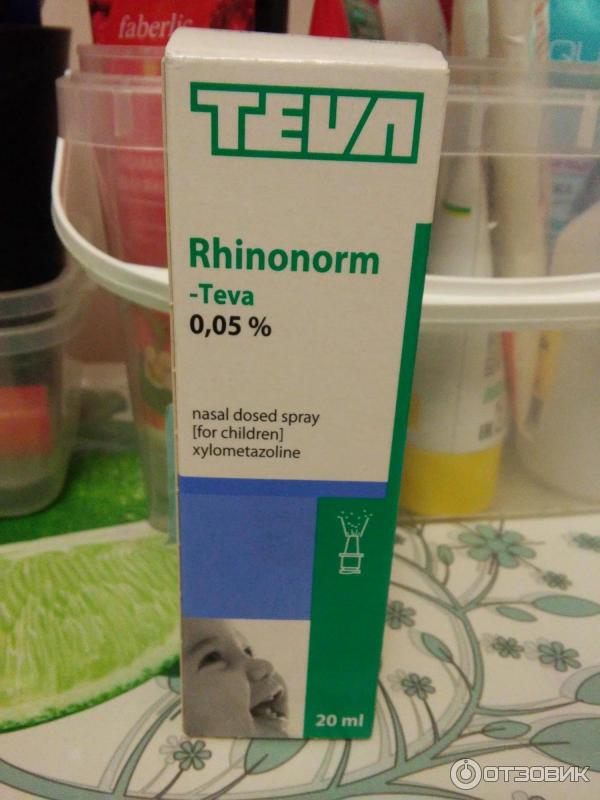 faberlic
TEVA
Rhinonorm
-Teva
0,05 %
nasal dosed spray
[for children]
xylometazoline
20 ml
ОТЗОВИК